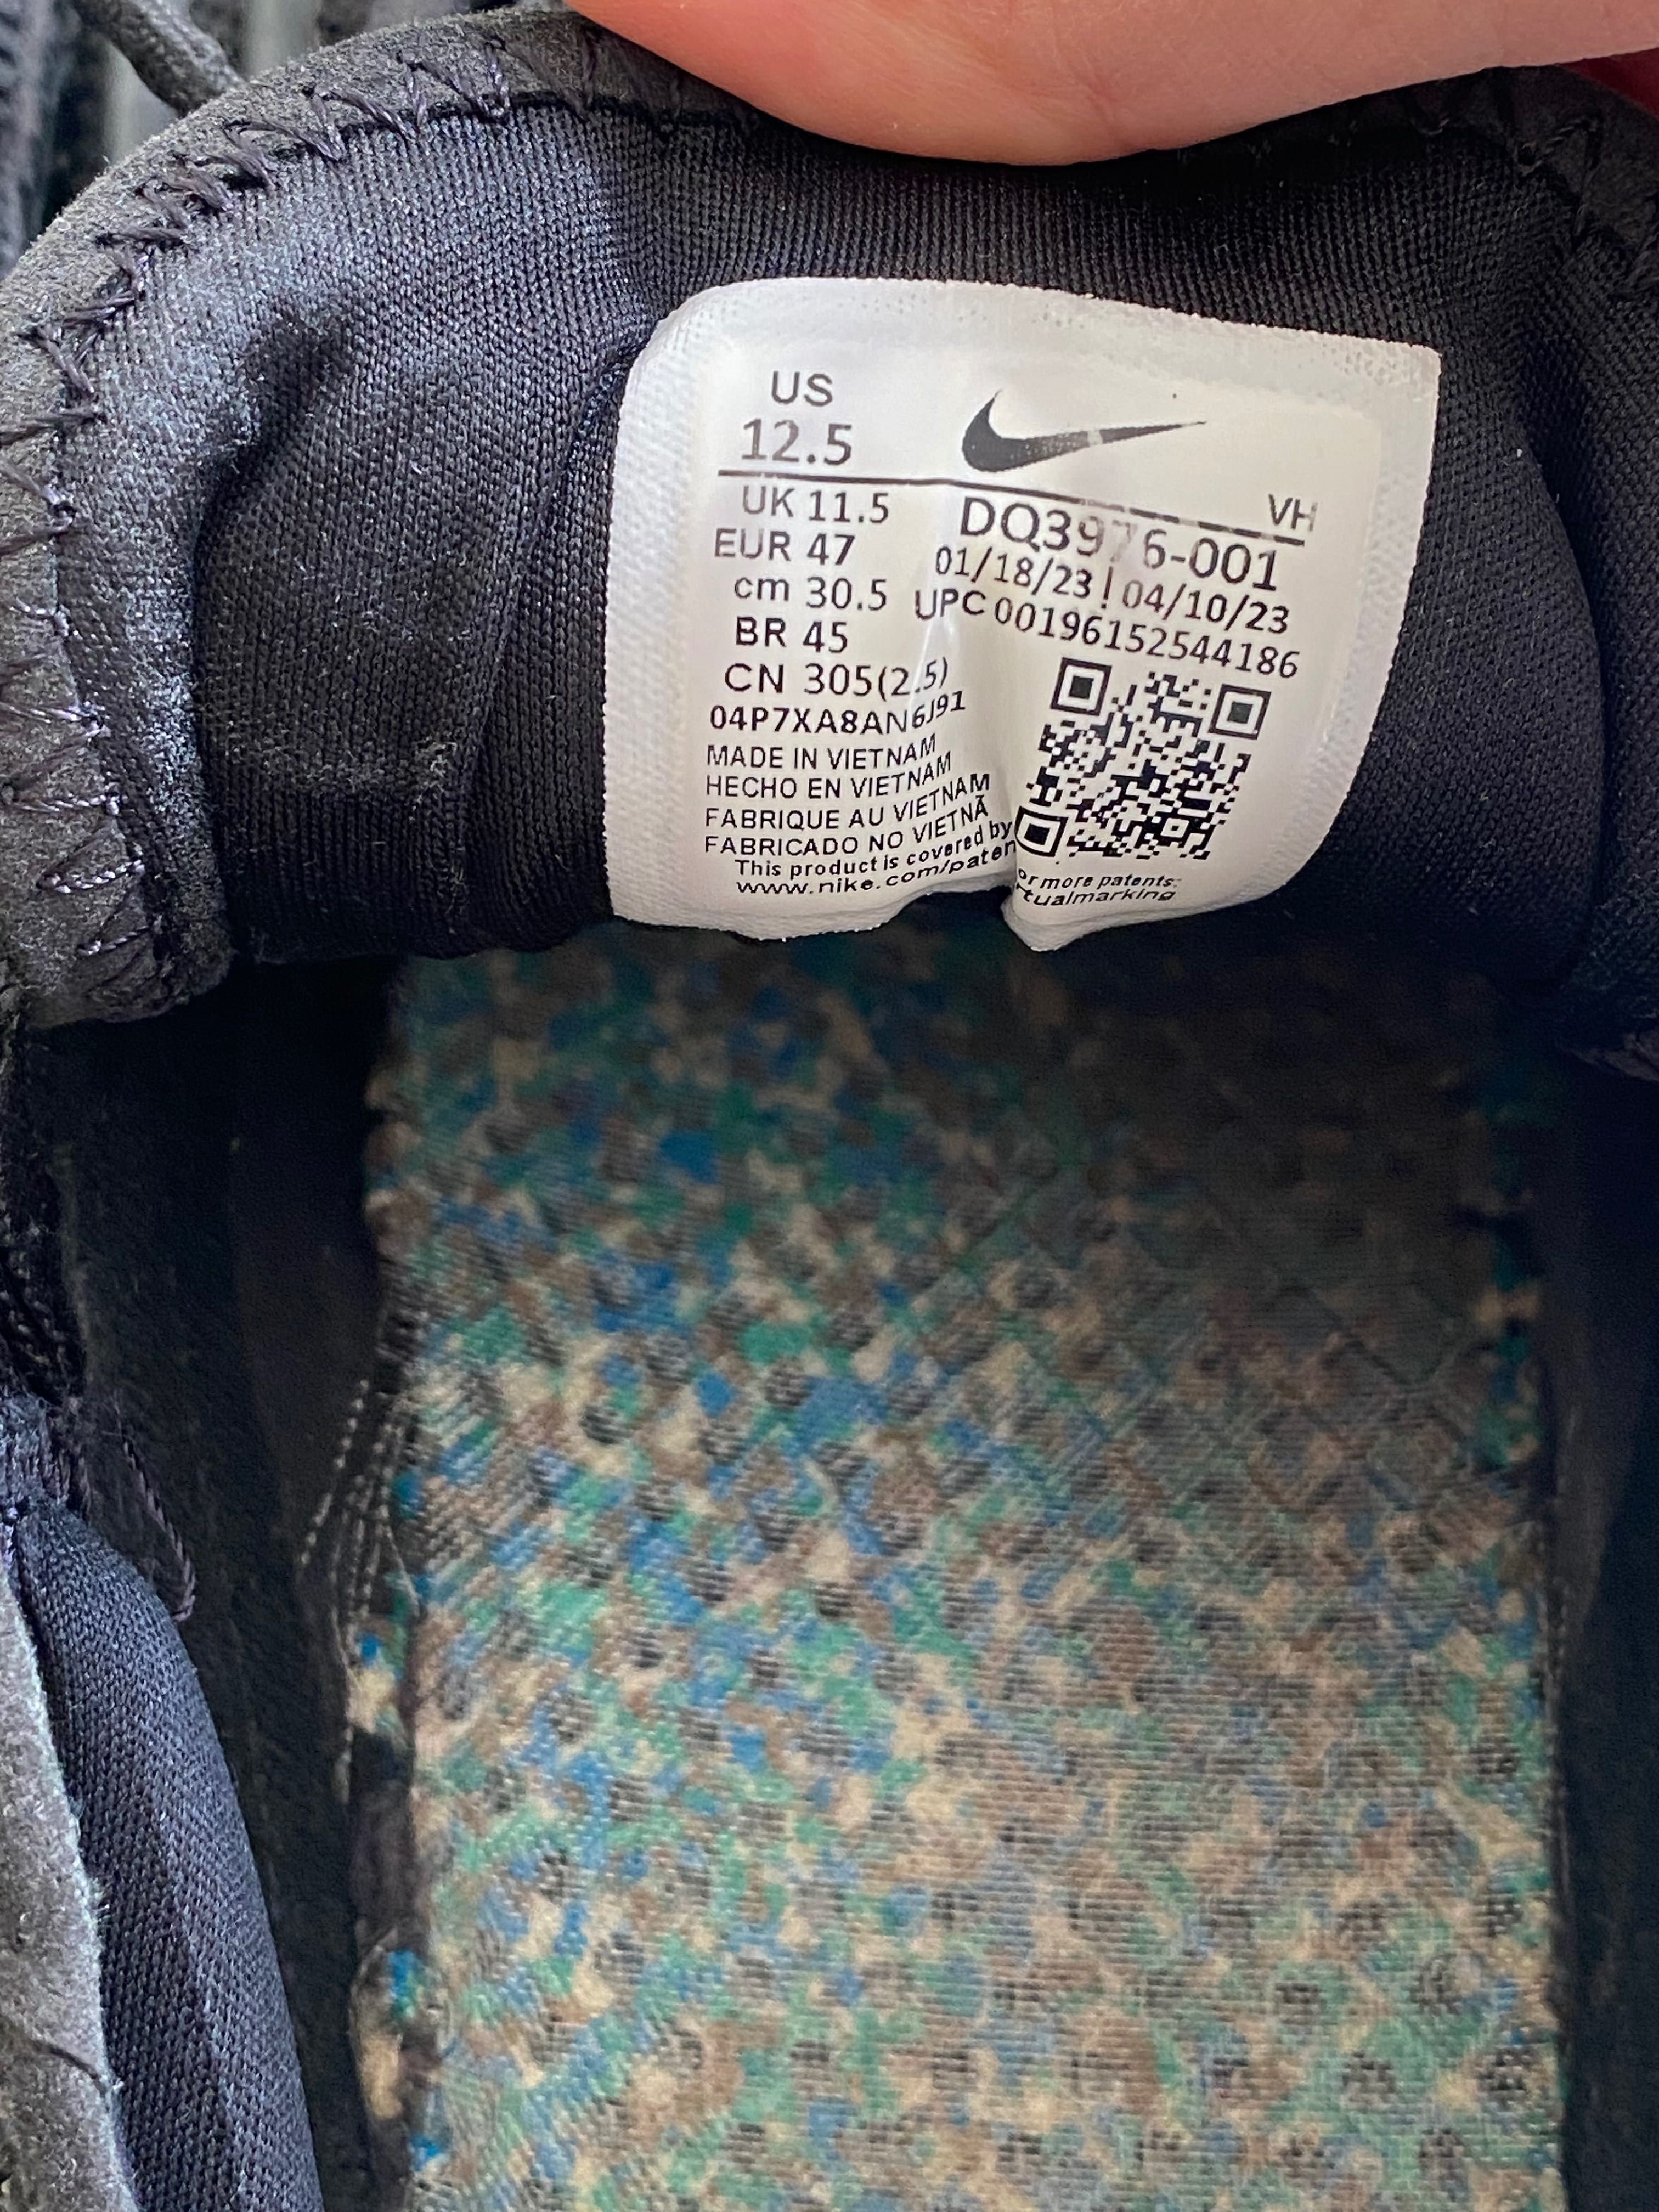 US
12.5
VH
UK 11.5
EUR 47
cm 30.5
BR 45
CN 305(2.5)
04P7XA8AN6J91
DQ3976-001
01/18/23 | 04/10/23
UPC 00196152544186
MADE IN VIETNAM
HECHO EN VIETNAM
FABRIQUE AU VIETNAM
FABRICADO NO VIETNÃ
This product is covered by or more patents:
www.nike.com/paten tualmarking